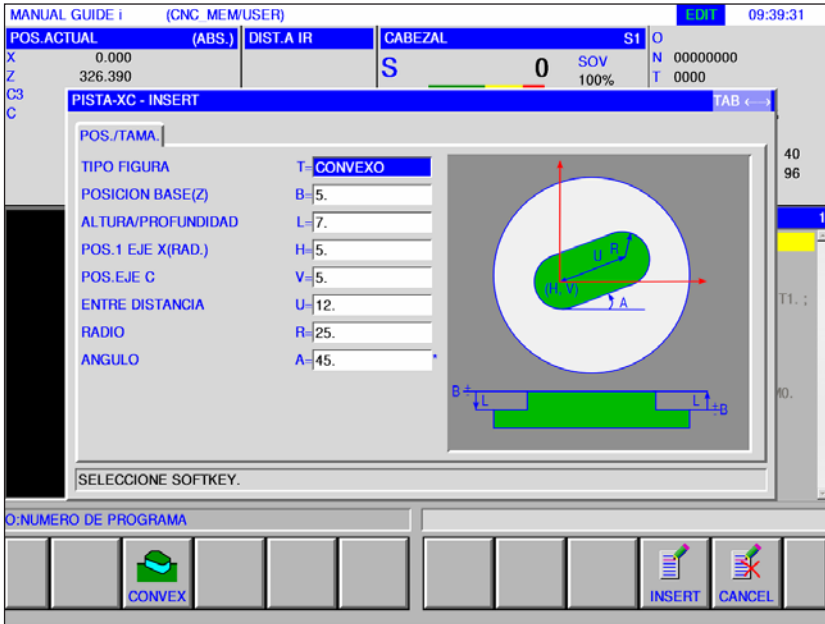 MANUAL GUIDE i (CNC_MEM/USER) EDIT 09:39:31
POS.ACTUAL (ABS.) DIST.A IR CABEZAL S1 O
X 0.000 S 0 SOV N 00000000
Z 326.390 100% T 0000
C3
C
PISTA-XC - INSERT TAB ←→
POS./TAMA.
TIPO FIGURA T=CONVEXO
POSICION BASE(Z) B=5.
ALTURA/PROFUNDIDAD L=7.
POS.1 EJE X(RAD.) H=5.
POS.EJE C V=5.
ENTRE DISTANCIA U=12.
RADIO R=25.
ANGULO A=45. *
U R
(H, V)
A
B ± L L ±B
40
96
1
T1. ;
M0.
SELECCIONE SOFTKEY.
O:NUMERO DE PROGRAMA
CONVEX INSERT CANCEL